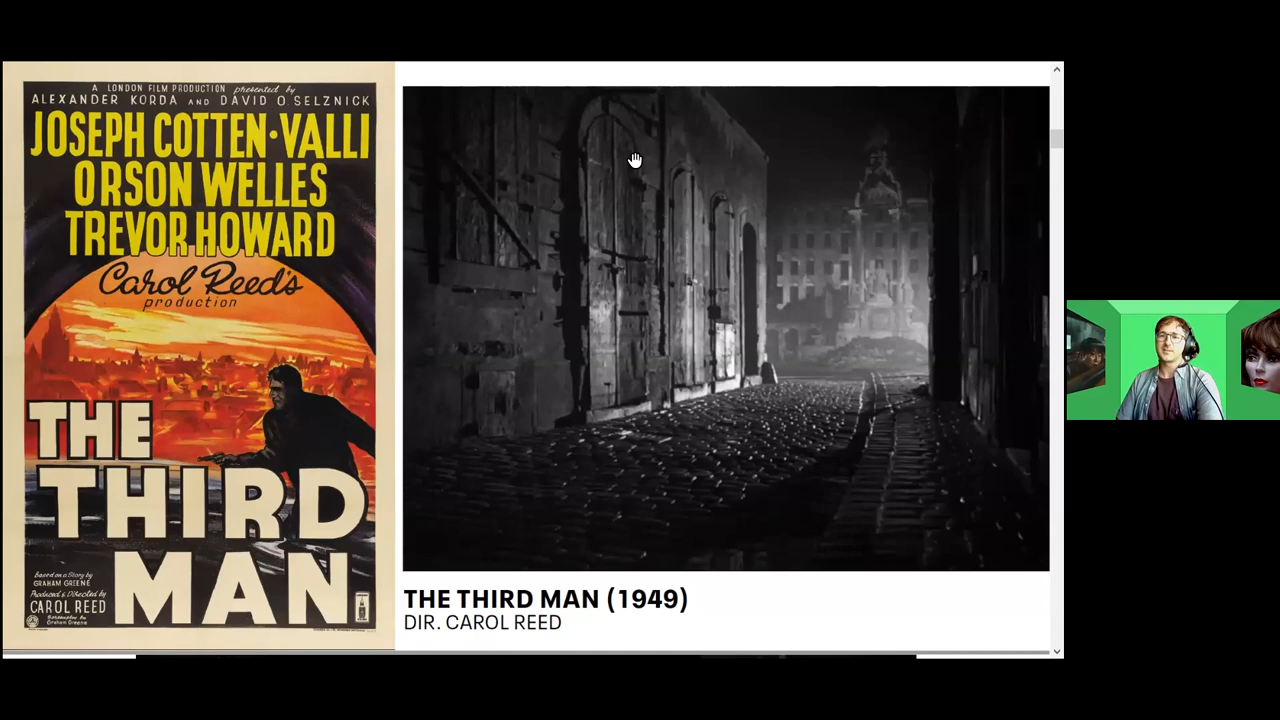 A LONDON FILM PRODUCTION presented by
ALEXANDER KORDA AND DAVID O. SELZNICK
JOSEPH COTTEN · VALLI
ORSON WELLES
TREVOR HOWARD
Carol Reed's
production
THE
THIRD
MAN
Based on a Story by
GRAHAM GREENE
Produced & Directed by
CAROL REED
Screenplay by
Graham Greene
THE THIRD MAN (1949)
DIR. CAROL REED